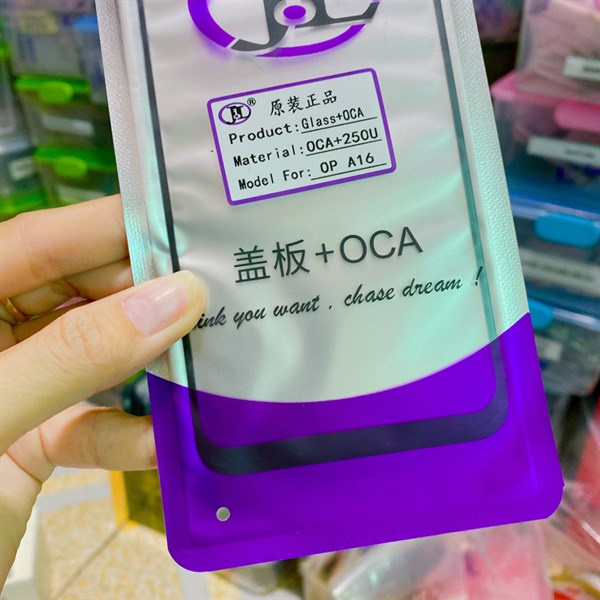 原装正品
Product: Glass+OCA
Material: OCA+250U
Model For: OP A16
盖板+OCA
ink you want , chase dream !